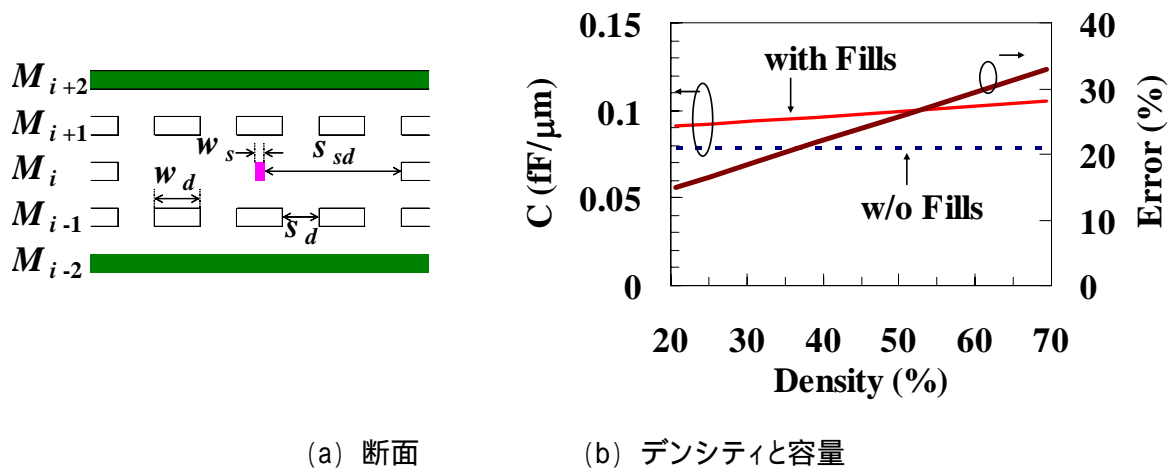 M i+2
M i+1
M i
M i-1
M i-2
w s
s sd
w d
s d
0.15
0.1
0.05
0
C (fF/μm)
with Fills
w/o Fills
40
30
20
10
0
Error (%)
20 30 40 50 60 70
Density (%)
(a) 断面
(b) デンシティと容量